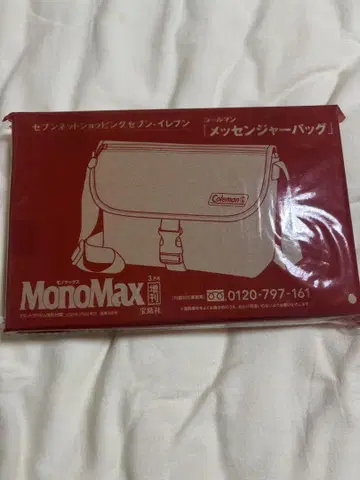 セブンネットショッピング、セブン-イレブン
コールマン
「メッセンジャーバッグ」
Coleman
モノマックス
MonoMax
3月号
増刊
宝島社
0120-797-161